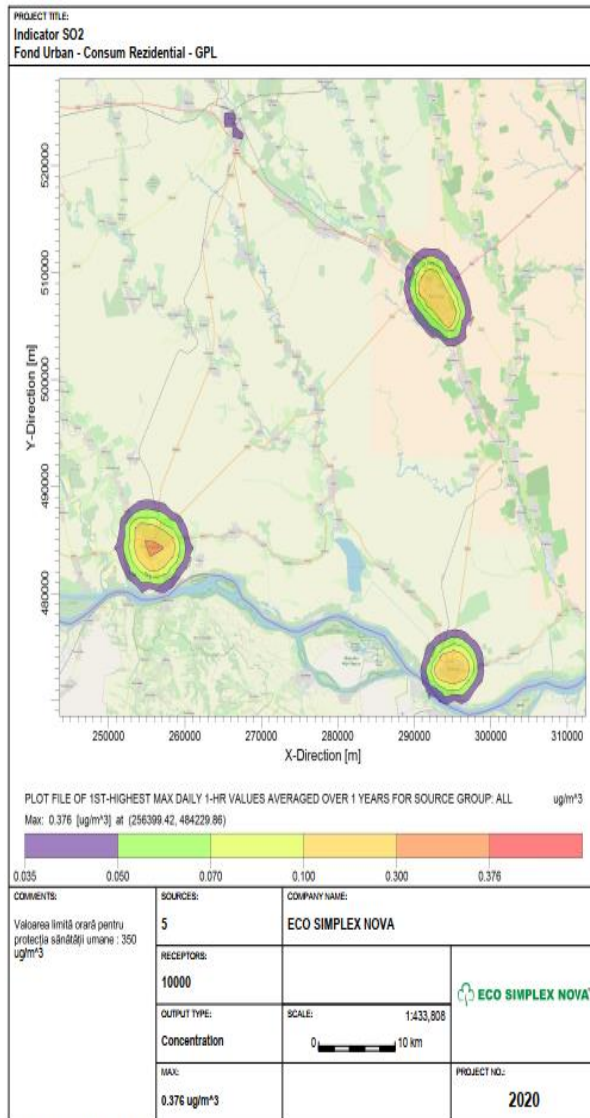 PROJECT TITLE:
Indicator SO2
Fond Urban - Consum Rezidential - GPL
Y-Direction [m]
520000
510000
500000
490000
480000
250000 260000 270000 280000 290000 300000 310000
X-Direction [m]
PLOT FILE OF 1ST-HIGHEST MAX DAILY 1-HR VALUES AVERAGED OVER 1 YEARS FOR SOURCE GROUP: ALL ug/m^3
Max: 0.376 [ug/m^3] at (256399.42, 484229.86)
0.035 0.050 0.070 0.100 0.300 0.376
COMMENTS:
Valoarea limită orară pentru
protecția sănătății umane : 350
ug/m^3
SOURCES:
5
COMPANY NAME:
ECO SIMPLEX NOVA
RECEPTORS:
10000
OUTPUT TYPE:
Concentration
SCALE: 1:433,808
0 10 km
ECO SIMPLEX NOVA
MAX:
0.376 ug/m^3
PROJECT NO.:
2020